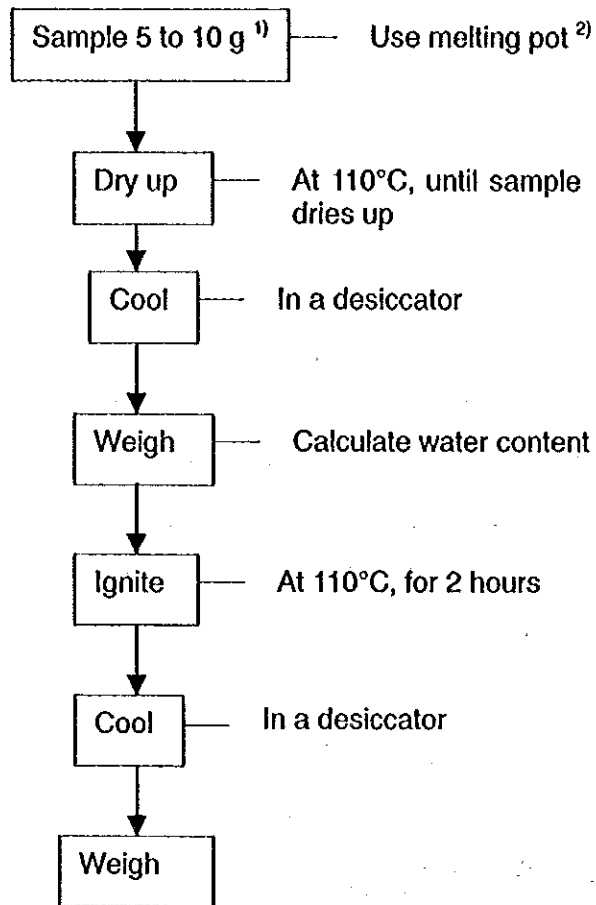 Sample 5 to 10 g 1) Use melting pot 2)
Dry up At 110°C, until sample
dries up
Cool In a desiccator
Weigh Calculate water content
Ignite At 110°C, for 2 hours
Cool In a desiccator
Weigh